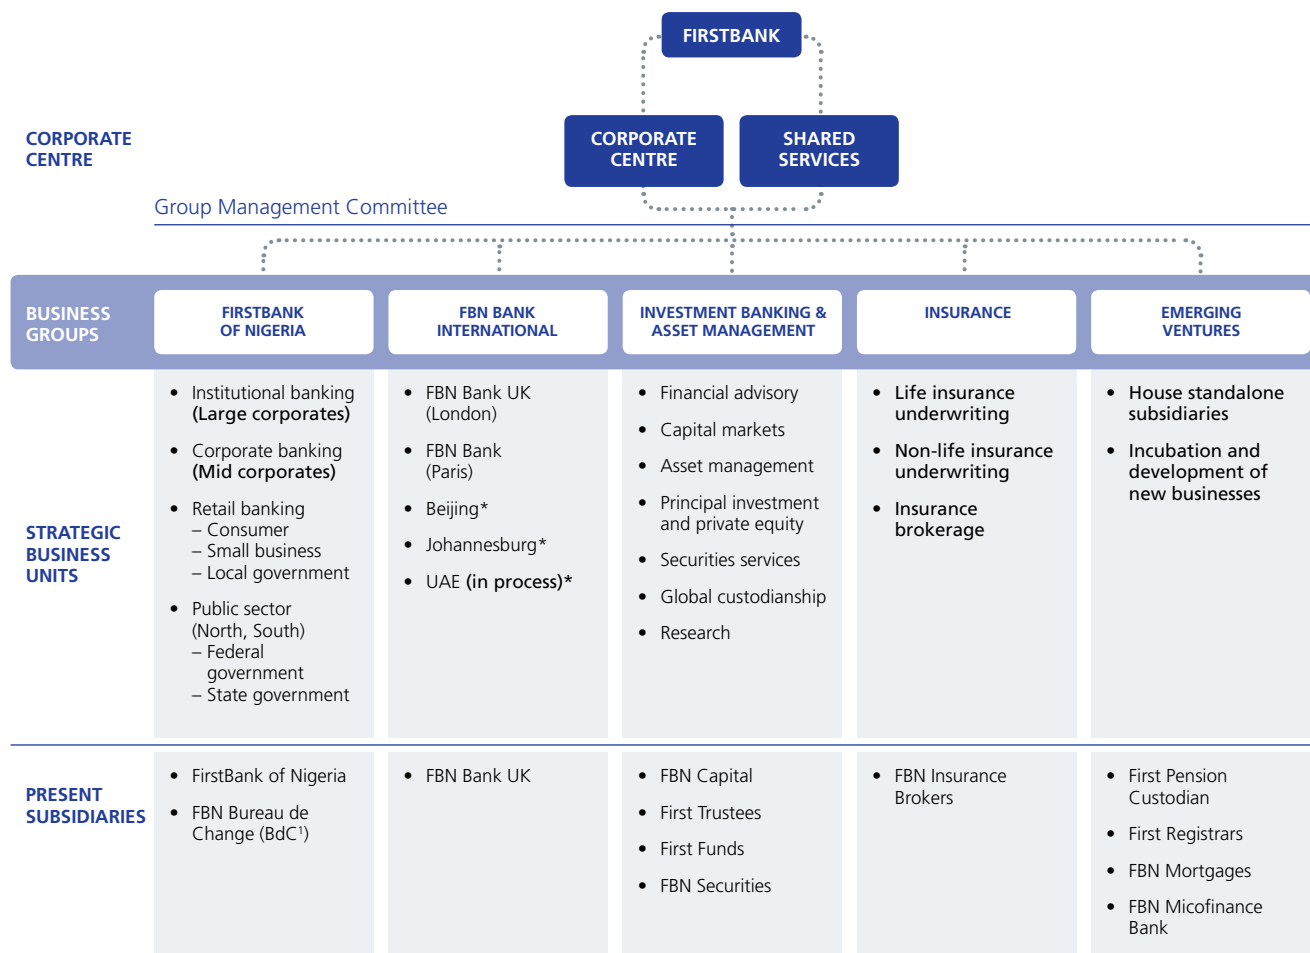 FIRSTBANK
CORPORATE
CENTRE
CORPORATE
CENTRE
SHARED
SERVICES
Group Management Committee
BUSINESS
GROUPS
FIRSTBANK
OF NIGERIA
FBN BANK
INTERNATIONAL
INVESTMENT BANKING &
ASSET MANAGEMENT
INSURANCE
EMERGING
VENTURES
STRATEGIC
BUSINESS
UNITS
• Institutional banking
(Large corporates)
• Corporate banking
(Mid corporates)
• Retail banking
– Consumer
– Small business
– Local government
• Public sector
(North, South)
– Federal
government
– State government
• FBN Bank UK
(London)
• FBN Bank
(Paris)
• Beijing*
• Johannesburg*
• UAE (in process)*
• Financial advisory
• Capital markets
• Asset management
• Principal investment
and private equity
• Securities services
• Global custodianship
• Research
• Life insurance
underwriting
• Non-life insurance
underwriting
• Insurance
brokerage
• House standalone
subsidiaries
• Incubation and
development of
new businesses
PRESENT
SUBSIDIARIES
• FirstBank of Nigeria
• FBN Bureau de
Change (BdC¹)
• FBN Bank UK
• FBN Capital
• First Trustees
• First Funds
• FBN Securities
• FBN Insurance
Brokers
• First Pension
Custodian
• First Registrars
• FBN Mortgages
• FBN Micofinance
Bank